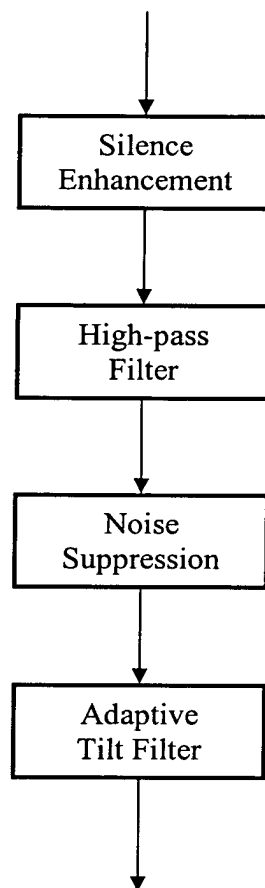 Silence
Enhancement
High-pass
Filter
Noise
Suppression
Adaptive
Tilt Filter